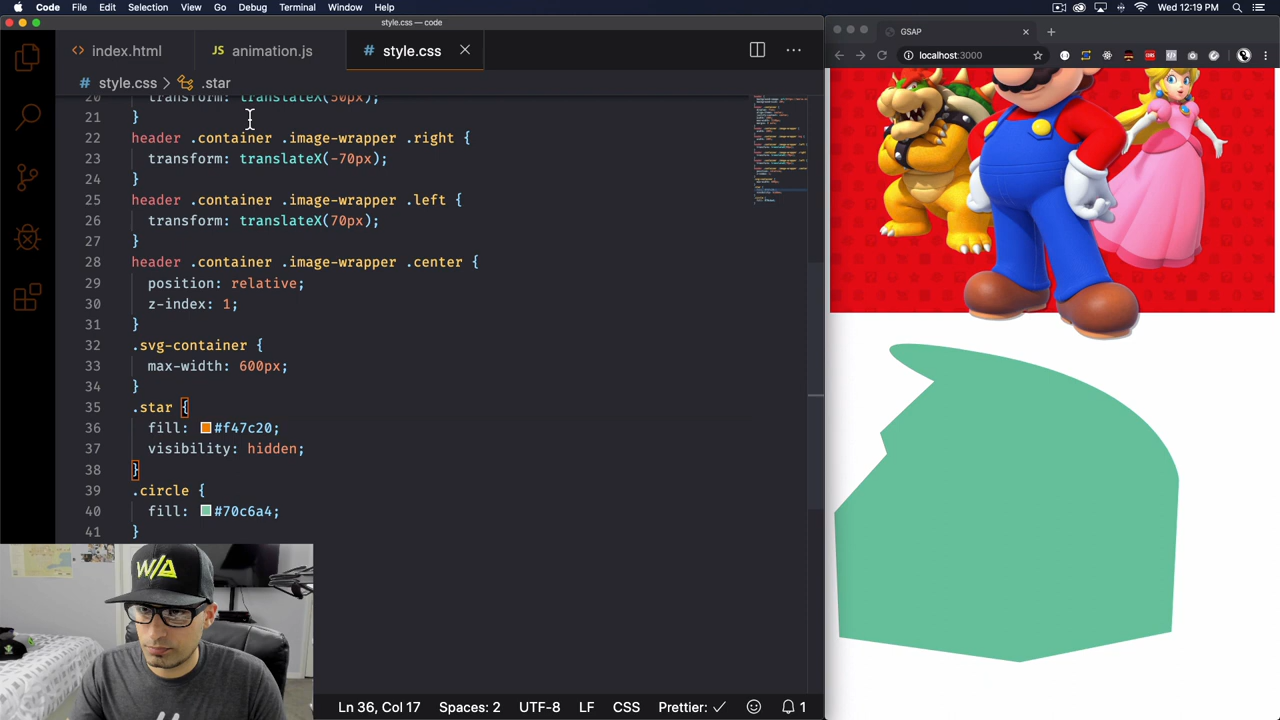 Code File Edit Selection View Go Debug Terminal Window Help Wed 12:19 PM
style.css — code
GSAP
index.html JS animation.js # style.css
localhost:3000
# style.css > .star
20 transform: translateX(50px);
21 }
22 header .container .image-wrapper .right {
23 transform: translateX(-70px);
24 }
25 header .container .image-wrapper .left {
26 transform: translateX(70px);
27 }
28 header .container .image-wrapper .center {
29 position: relative;
30 z-index: 1;
31 }
32 .svg-container {
33 max-width: 600px;
34 }
35 .star {
36 fill: #f47c20;
37 visibility: hidden;
38 }
39 .circle {
40 fill: #70c6a4;
41 }
W/A
Ln 36, Col 17 Spaces: 2 UTF-8 LF CSS Prettier: ✓ 1